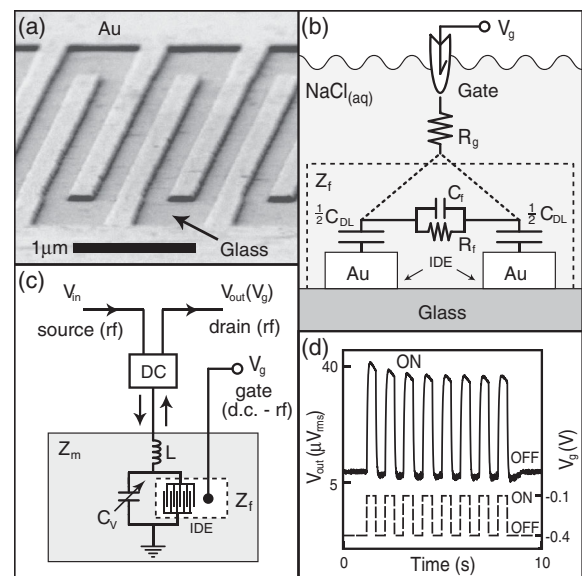 (a)
Au
Glass
1μm
(b)
V_g
NaCl(aq)
Gate
R_g
Z_f
C_f
½C_DL
½C_DL
R_f
Au
IDE
Au
Glass
(c)
V_in
V_out(V_g)
source (rf)
drain (rf)
DC
V_g
gate
(d.c. - rf)
Z_m
L
C_V
Z_f
IDE
(d)
40
ON
V_out (μV_rms)
V_g (V)
OFF
5
ON
-0.1
OFF
-0.4
0
Time (s)
10